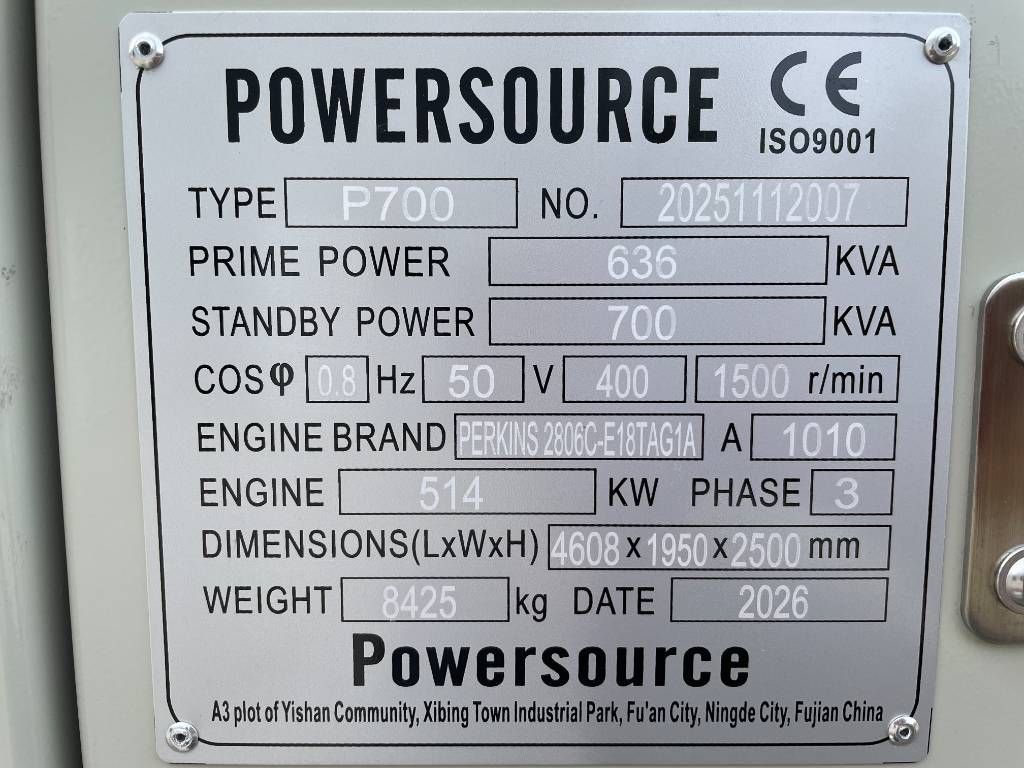 POWERSOURCE CE
ISO9001
TYPE P700 NO. 20251112007
PRIME POWER 636 KVA
STANDBY POWER 700 KVA
COSφ 0.8 Hz 50 V 400 1500 r/min
ENGINE BRAND PERKINS 2806C-E18TAG1A A 1010
ENGINE 514 KW PHASE 3
DIMENSIONS(LxWxH) 4608 x 1950 x 2500 mm
WEIGHT 8425 kg DATE 2026
Powersource
A3 plot of Yishan Community, Xibing Town Industrial Park, Fu'an City, Ningde City, Fujian China